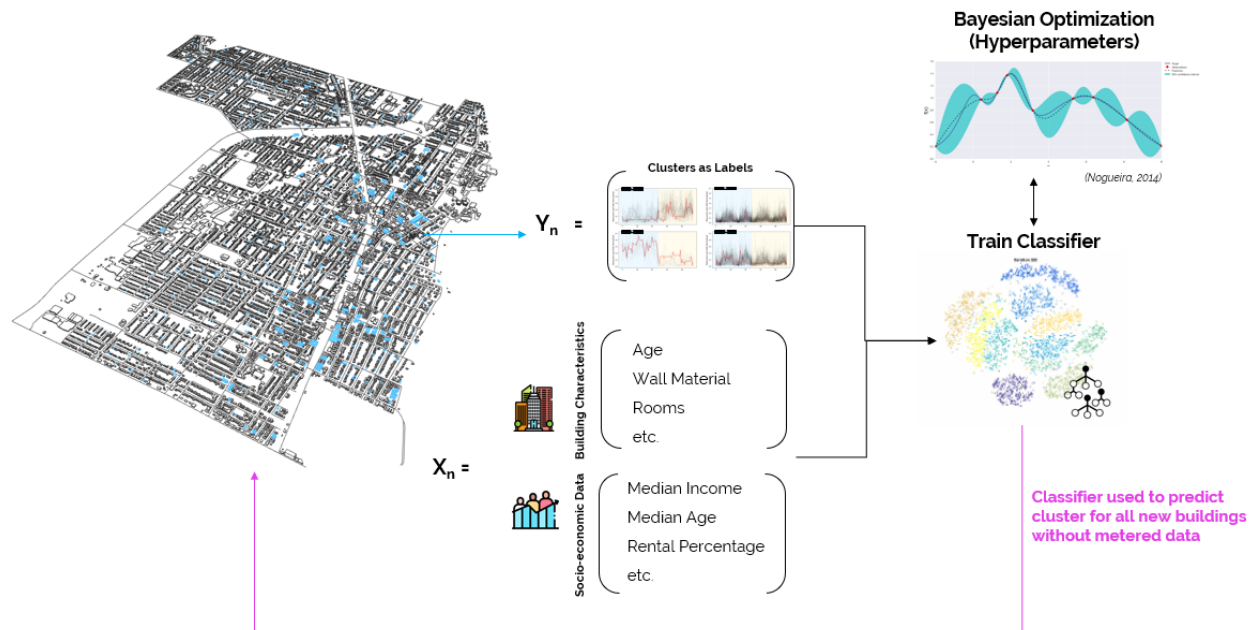 Bayesian Optimization
(Hyperparameters)
(Nogueira, 2014)
Clusters as Labels
Yn =
Train Classifier
Building Characteristics
Age
Wall Material
Rooms
etc.
Xn =
Socio-economic Data
Median Income
Median Age
Rental Percentage
etc.
Classifier used to predict
cluster for all new buildings
without metered data